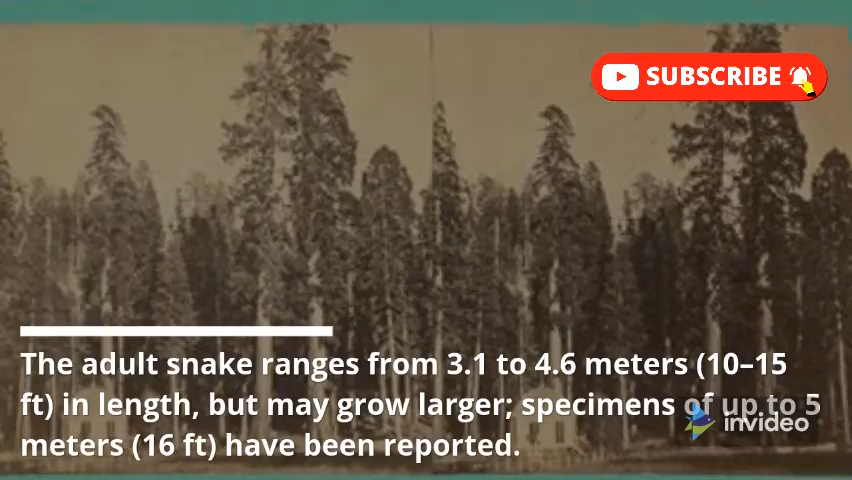 SUBSCRIBE
The adult snake ranges from 3.1 to 4.6 meters (10–15
ft) in length, but may grow larger; specimens of up to 5
meters (16 ft) have been reported.
invideo